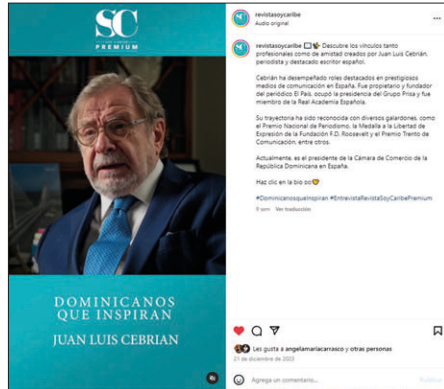 SC
PREMIUM
DOMINICANOS
QUE INSPIRAN
JUAN LUIS CEBRIAN
revistasoycaribe
Audio original
revistasoycaribe Descubre los vínculos tanto
profesionales como de amistad creados por Juan Luis Cebrián,
periodista y destacado escritor español.
Cebrián ha desempeñado roles destacados en prestigiosos
medios de comunicación en España. Fue propietario y fundador
del periódico El País, ocupó la presidencia del Grupo Prisa y fue
miembro de la Real Academia Española.
Su trayectoria ha sido reconocida con diversos galardones, como
el Premio Nacional de Periodismo, la Medalla a la Libertad de
Expresión de la Fundación F.D. Roosevelt y el Premio Trento de
Comunicación, entre otros.
Actualmente, es el presidente de la Cámara de Comercio de la
República Dominicana en España.
Haz clic en la bio
#Dominicanosqueinspiran #EntrevistaRevistaSoyCaribePremium
9 sem Ver traducción
Les gusta a angelamariacarrasco y otras personas
21 de diciembre de 2023
Agrega un comentario...